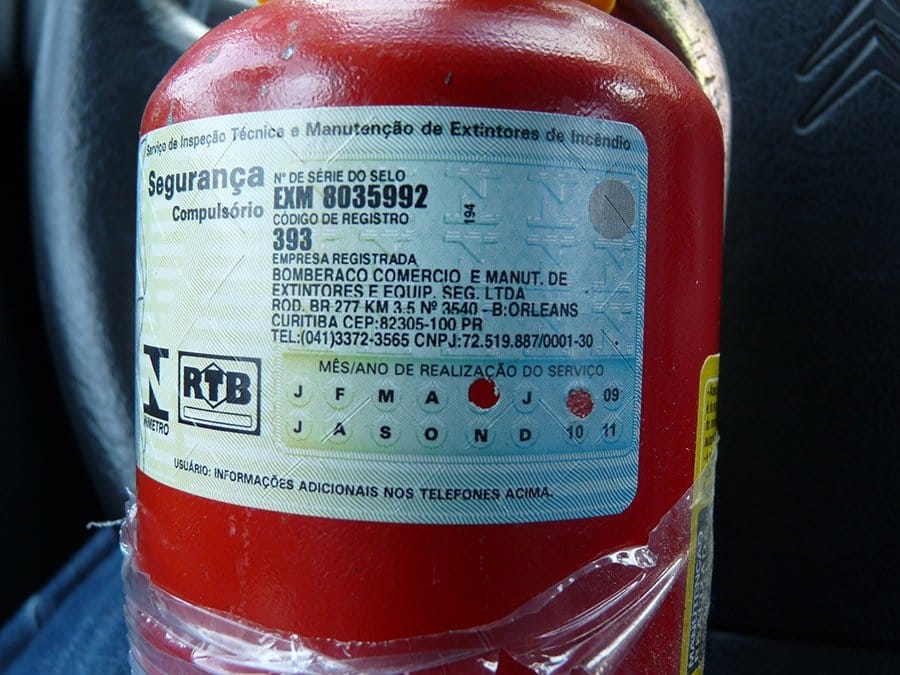 Serviço de Inspeção Técnica e Manutenção de Extintores de Incêndio
Segurança
Compulsório
Nº DE SÉRIE DO SELO
EXM 8035992
194
CÓDIGO DE REGISTRO
393
EMPRESA REGISTRADA
BOMBERACO COMERCIO E MANUT. DE
EXTINTORES E EQUIP. SEG. LTDA
ROD. BR 277 KM 3.5 Nº 3540 - B:ORLEANS
CURITIBA CEP:82305-100 PR
TEL:(041)3372-3565 CNPJ:72.519.887/0001-30
INMETRO
RTB
MÊS/ANO DE REALIZAÇÃO DO SERVIÇO
J F M A J 09
J A S O N D 10 11
USUÁRIO: INFORMAÇÕES ADICIONAIS NOS TELEFONES ACIMA.